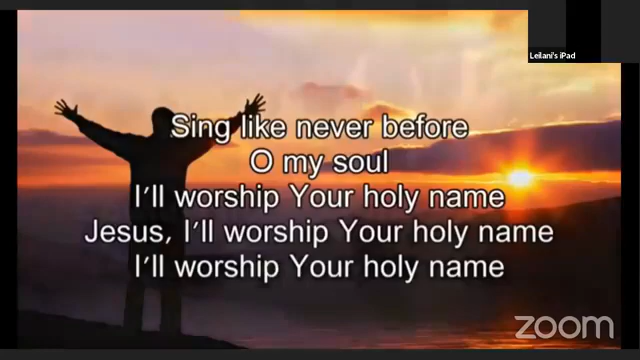 Leilani's iPad
Sing like never before
O my soul
I'll worship Your holy name
Jesus, I'll worship Your holy name
I'll worship Your holy name
zoom